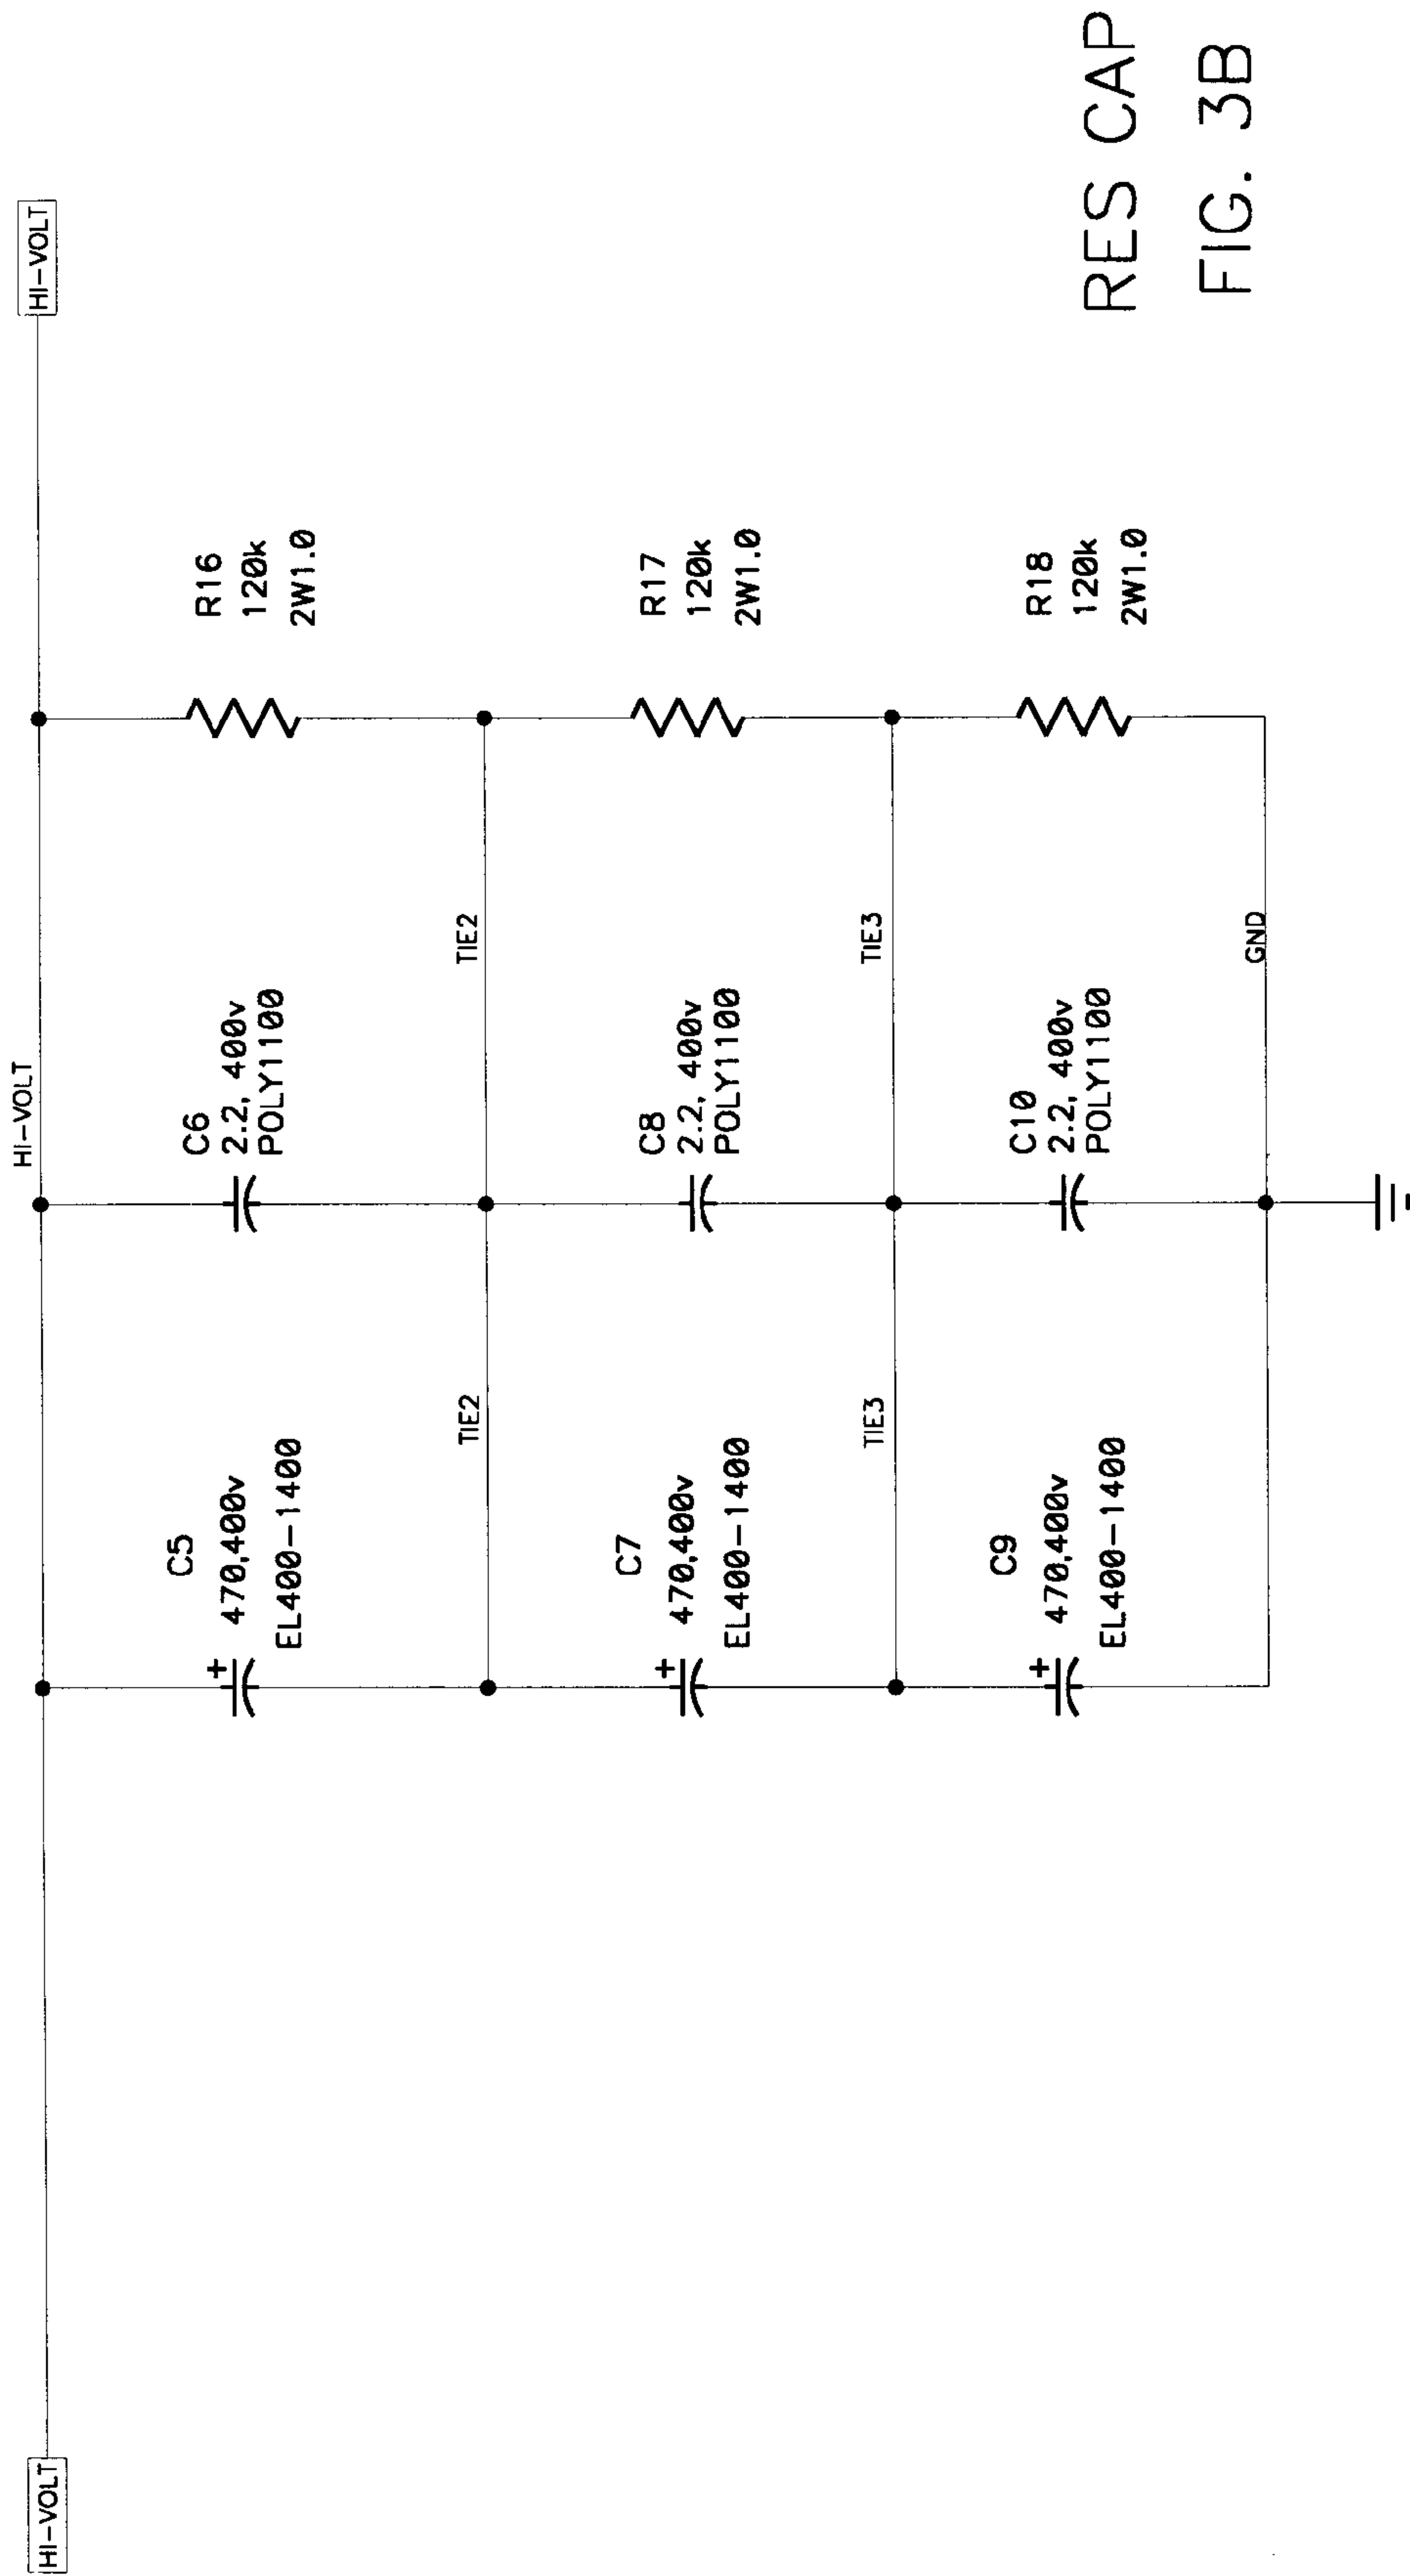 HI-VOLT
HI-VOLT
HI-VOLT
C5
470,400v
EL400-1400
C6
2.2, 400v
POLY1100
R16
120k
2W1.0
TIE2
TIE2
C7
470,400v
EL400-1400
C8
2.2, 400v
POLY1100
R17
120k
2W1.0
TIE3
TIE3
C9
470,400v
EL400-1400
C10
2.2, 400v
POLY1100
R18
120k
2W1.0
GND
RES CAP
FIG. 3B